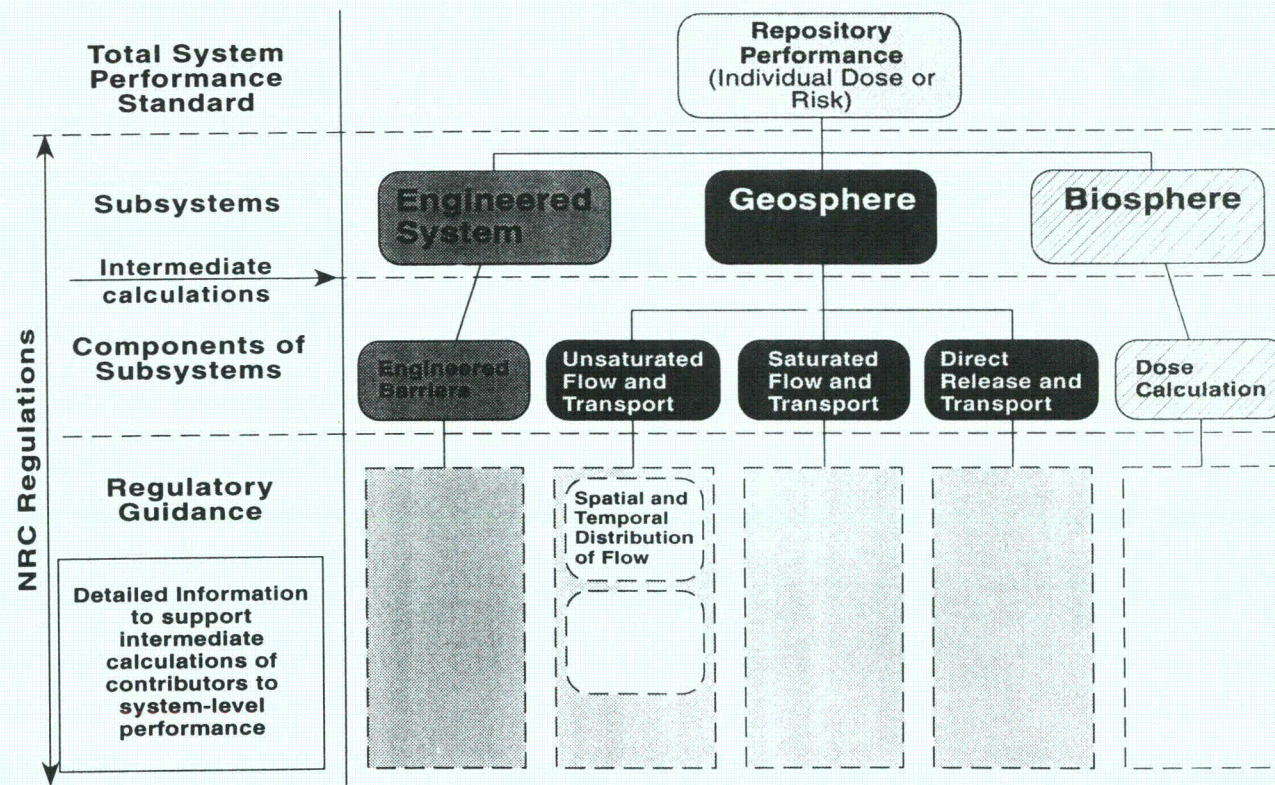 Total System
Performance
Standard
Repository
Performance
(Individual Dose or
Risk)
Subsystems
Engineered
System
Geosphere
Biosphere
Intermediate
calculations
Components of
Subsystems
Engineered
Barriers
Unsaturated
Flow and
Transport
Saturated
Flow and
Transport
Direct
Release and
Transport
Dose
Calculation
NRC Regulations
Regulatory
Guidance
Spatial and
Temporal
Distribution
of Flow
Detailed Information
to support
intermediate
calculations of
contributors to
system-level
performance